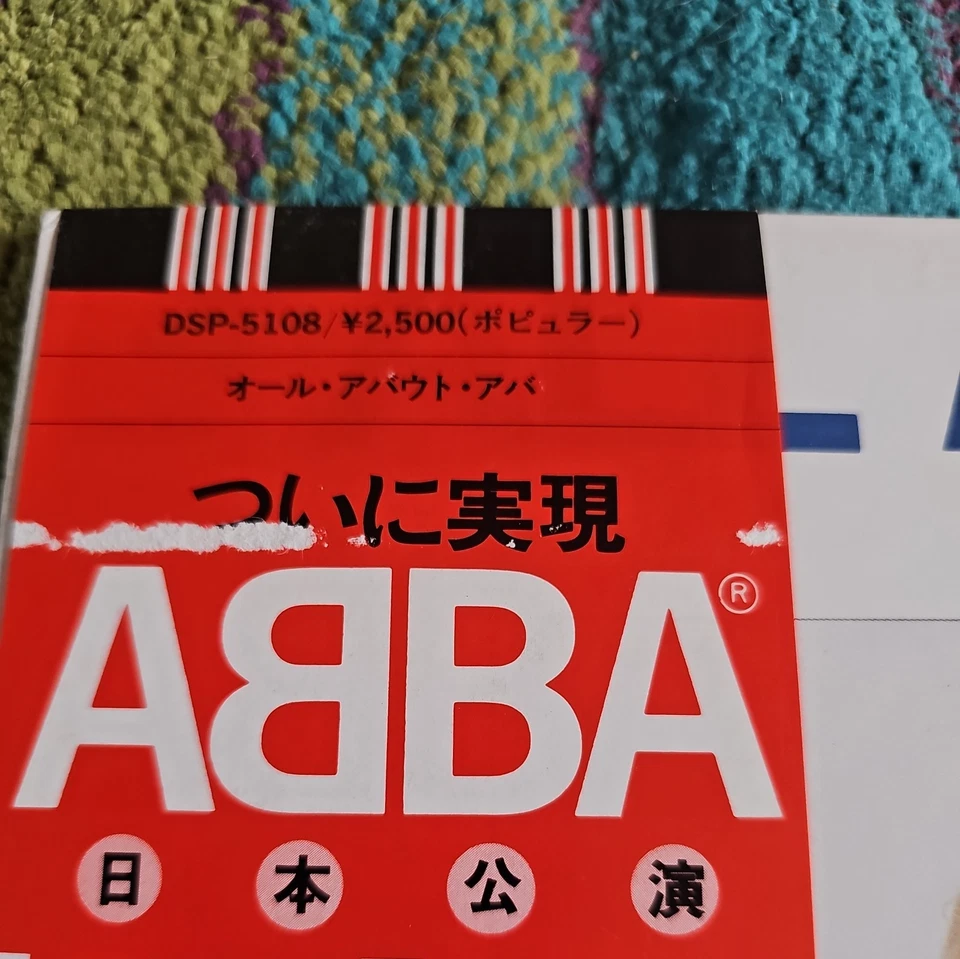 DSP-5108/¥2,500(ポピュラー)
オール・アバウト・アバ
ついに実現
ABBA®
日本公演